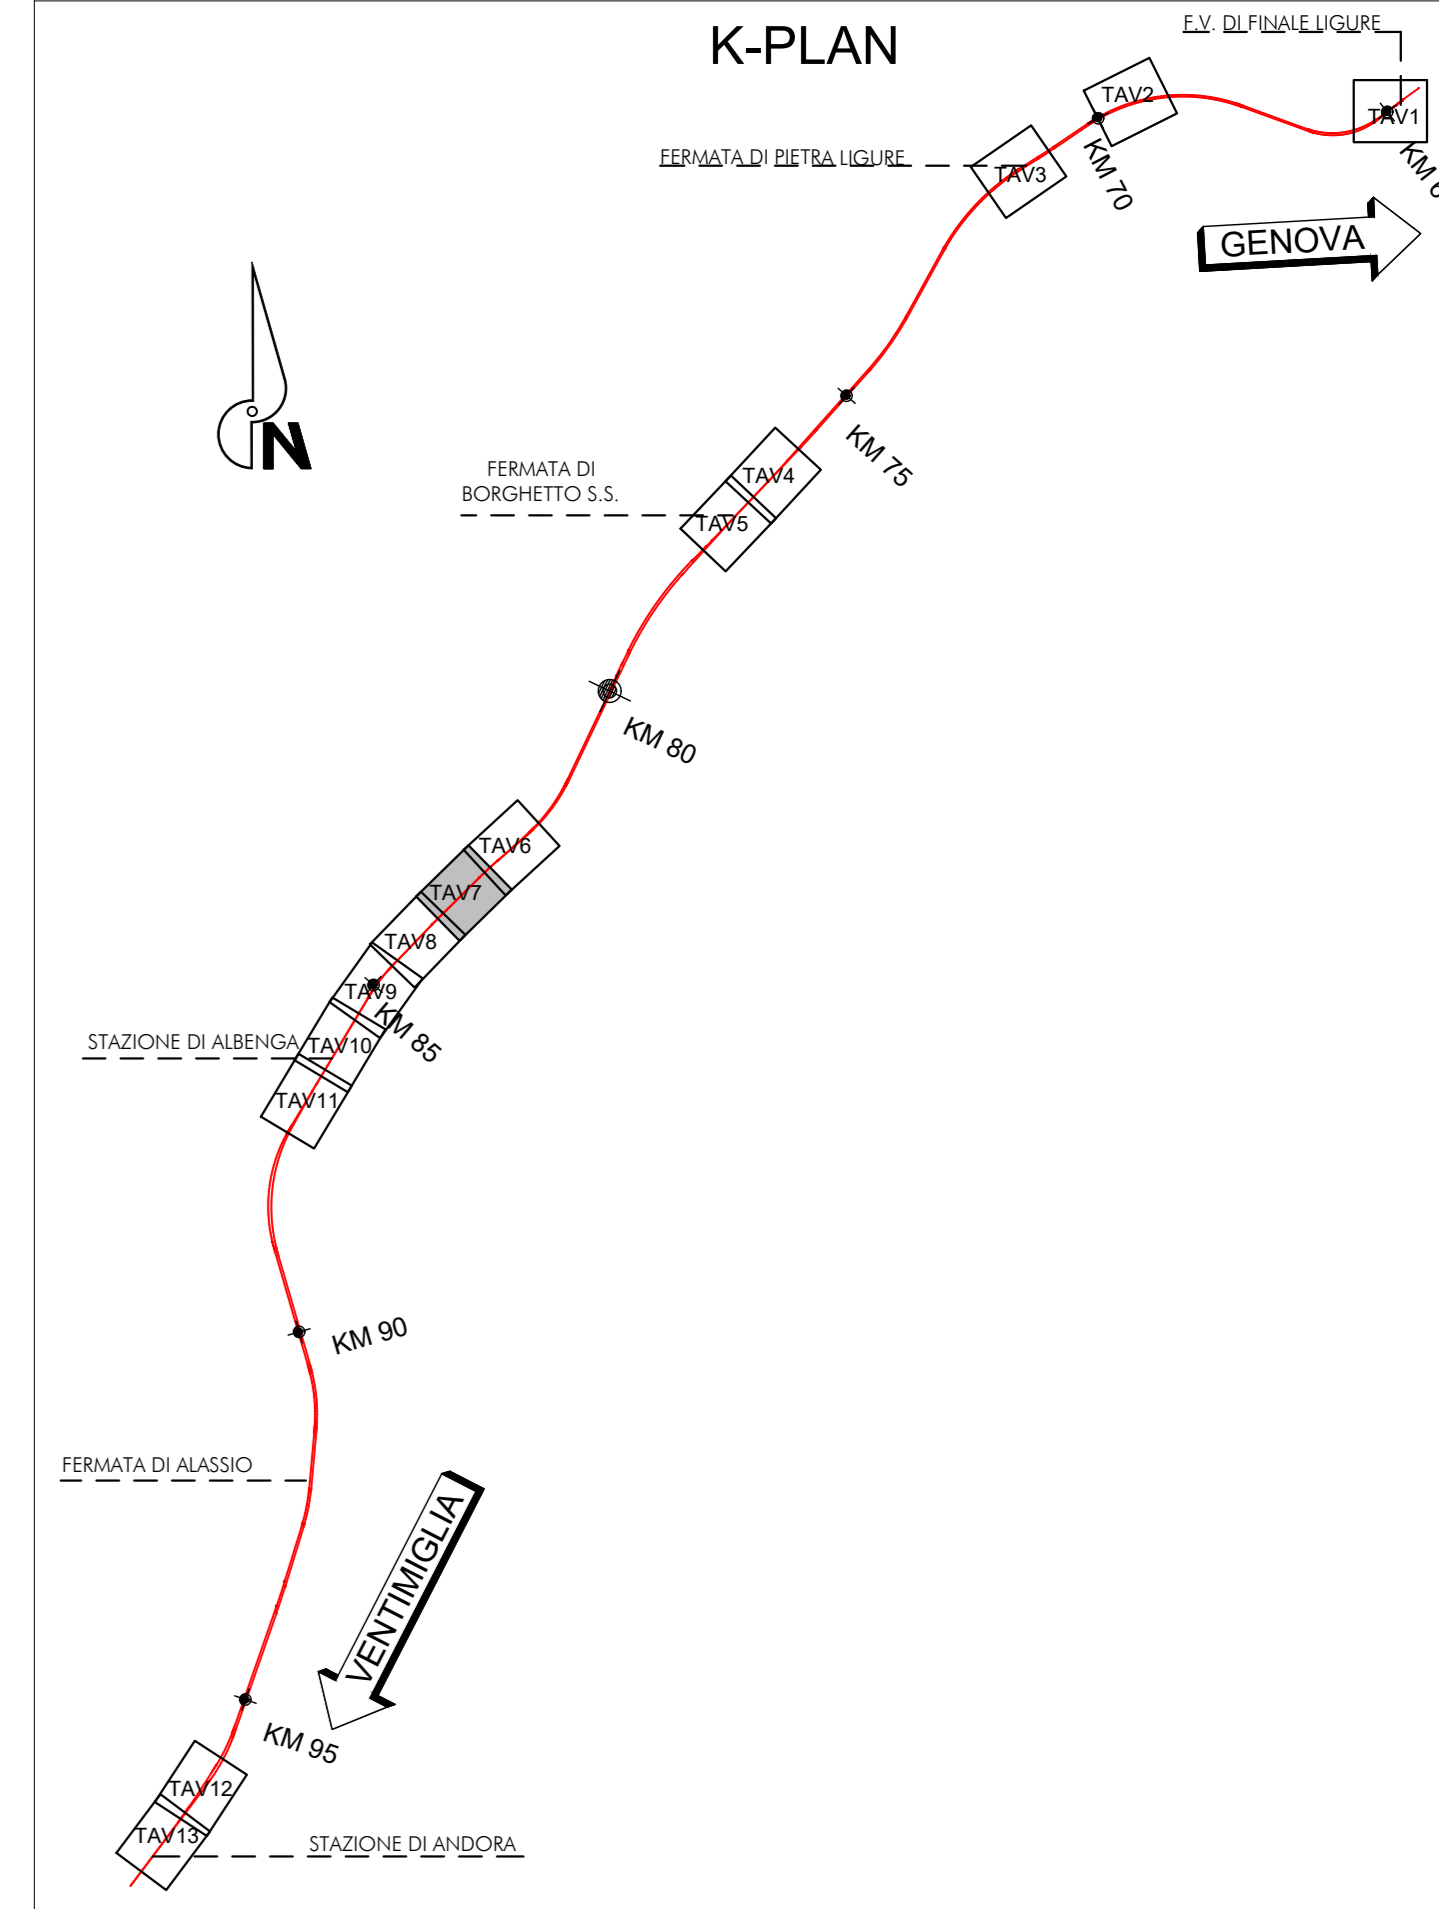 K-PLAN
F.V. DI FINALE LIGURE
TAV2
TAV1
FERMATA DI PIETRA LIGURE
TAV3
KM 70
KM 6
GENOVA
N
KM 75
FERMATA DI
BORGHETTO S.S.
TAV4
TAV5
KM 80
TAV6
TAV7
TAV8
TAV9
KM 85
STAZIONE DI ALBENGA
TAV10
TAV11
KM 90
FERMATA DI ALASSIO
VENTIMIGLIA
KM 95
TAV12
TAV13
STAZIONE DI ANDORA